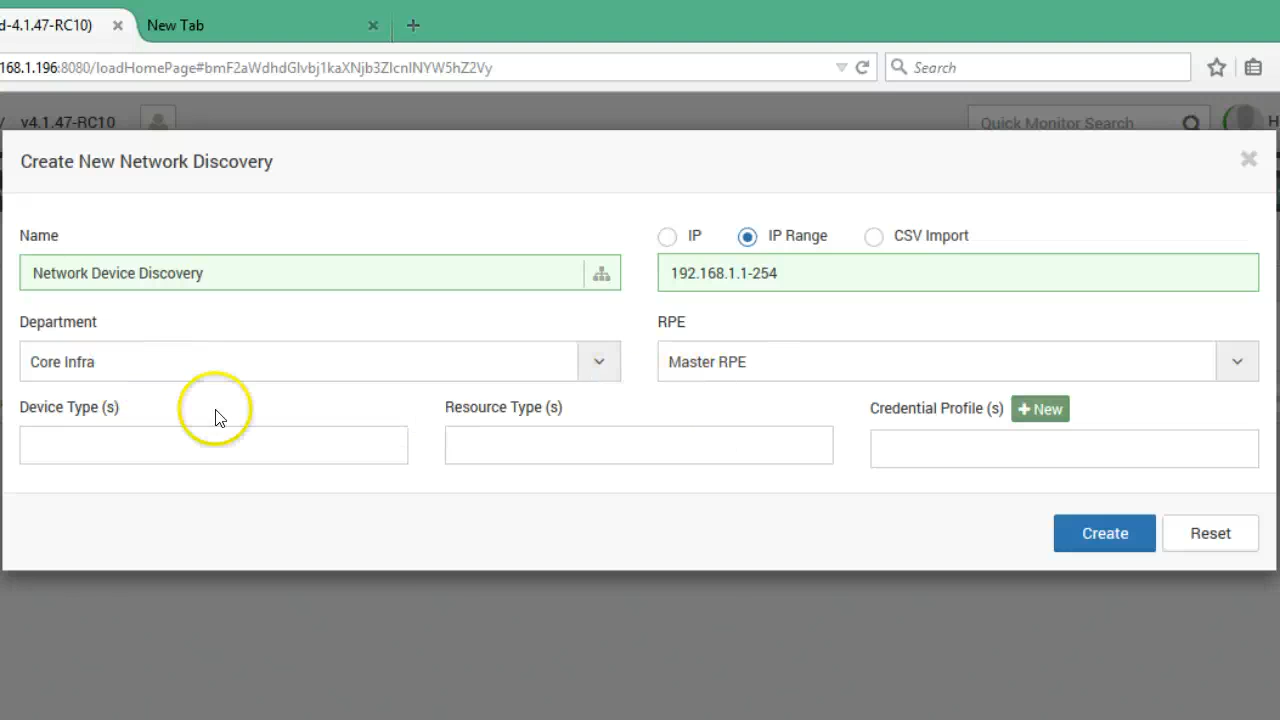 d-4.1.47-RC10)
New Tab
168.1.196:8080/loadHomePage#bmF2aWdhdGlvbj1kaXNjb3ZlcnlNYW5hZ2Vy
Search
v4.1.47-RC10
Quick Monitor Search
H
Create New Network Discovery
Name
IP
IP Range
CSV Import
Network Device Discovery
192.168.1.1-254
Department
RPE
Core Infra
Master RPE
Device Type (s)
Resource Type (s)
Credential Profile (s)
+ New
Create
Reset